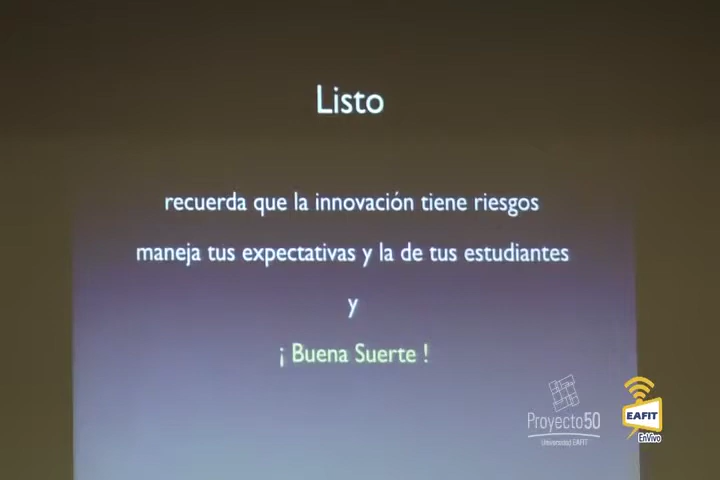 Listo
recuerda que la innovación tiene riesgos
maneja tus expectativas y la de tus estudiantes
y
¡ Buena Suerte !
Proyecto50
Universidad EAFIT
EAFIT
EnVivo